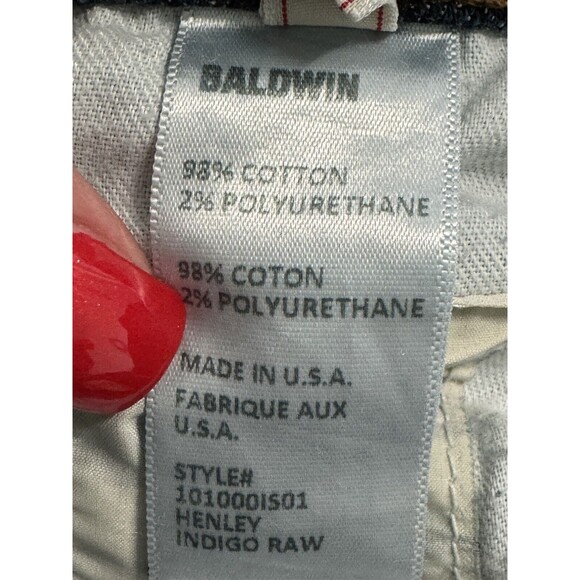 BALDWIN
98% COTTON
2% POLYURETHANE
98% COTON
2% POLYURETHANE
MADE IN U.S.A.
FABRIQUE AUX
U.S.A.
STYLE#
101000IS01
HENLEY
INDIGO RAW